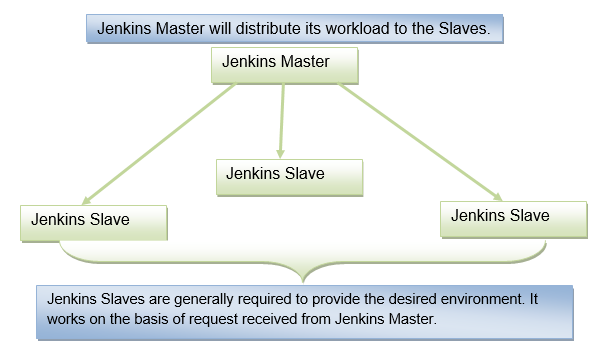 Jenkins Master will distribute its workload to the Slaves.
Jenkins Master
Jenkins Slave
Jenkins Slave
Jenkins Slave
Jenkins Slaves are generally required to provide the desired environment. It
works on the basis of request received from Jenkins Master.